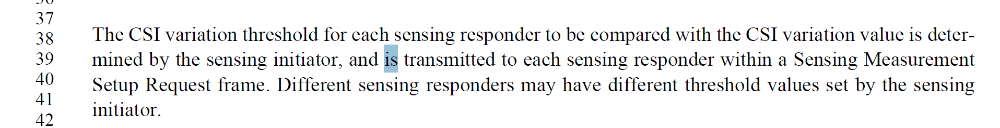 36
37
38 The CSI variation threshold for each sensing responder to be compared with the CSI variation value is deter-
39 mined by the sensing initiator, and is transmitted to each sensing responder within a Sensing Measurement
40 Setup Request frame. Different sensing responders may have different threshold values set by the sensing
41 initiator.
42